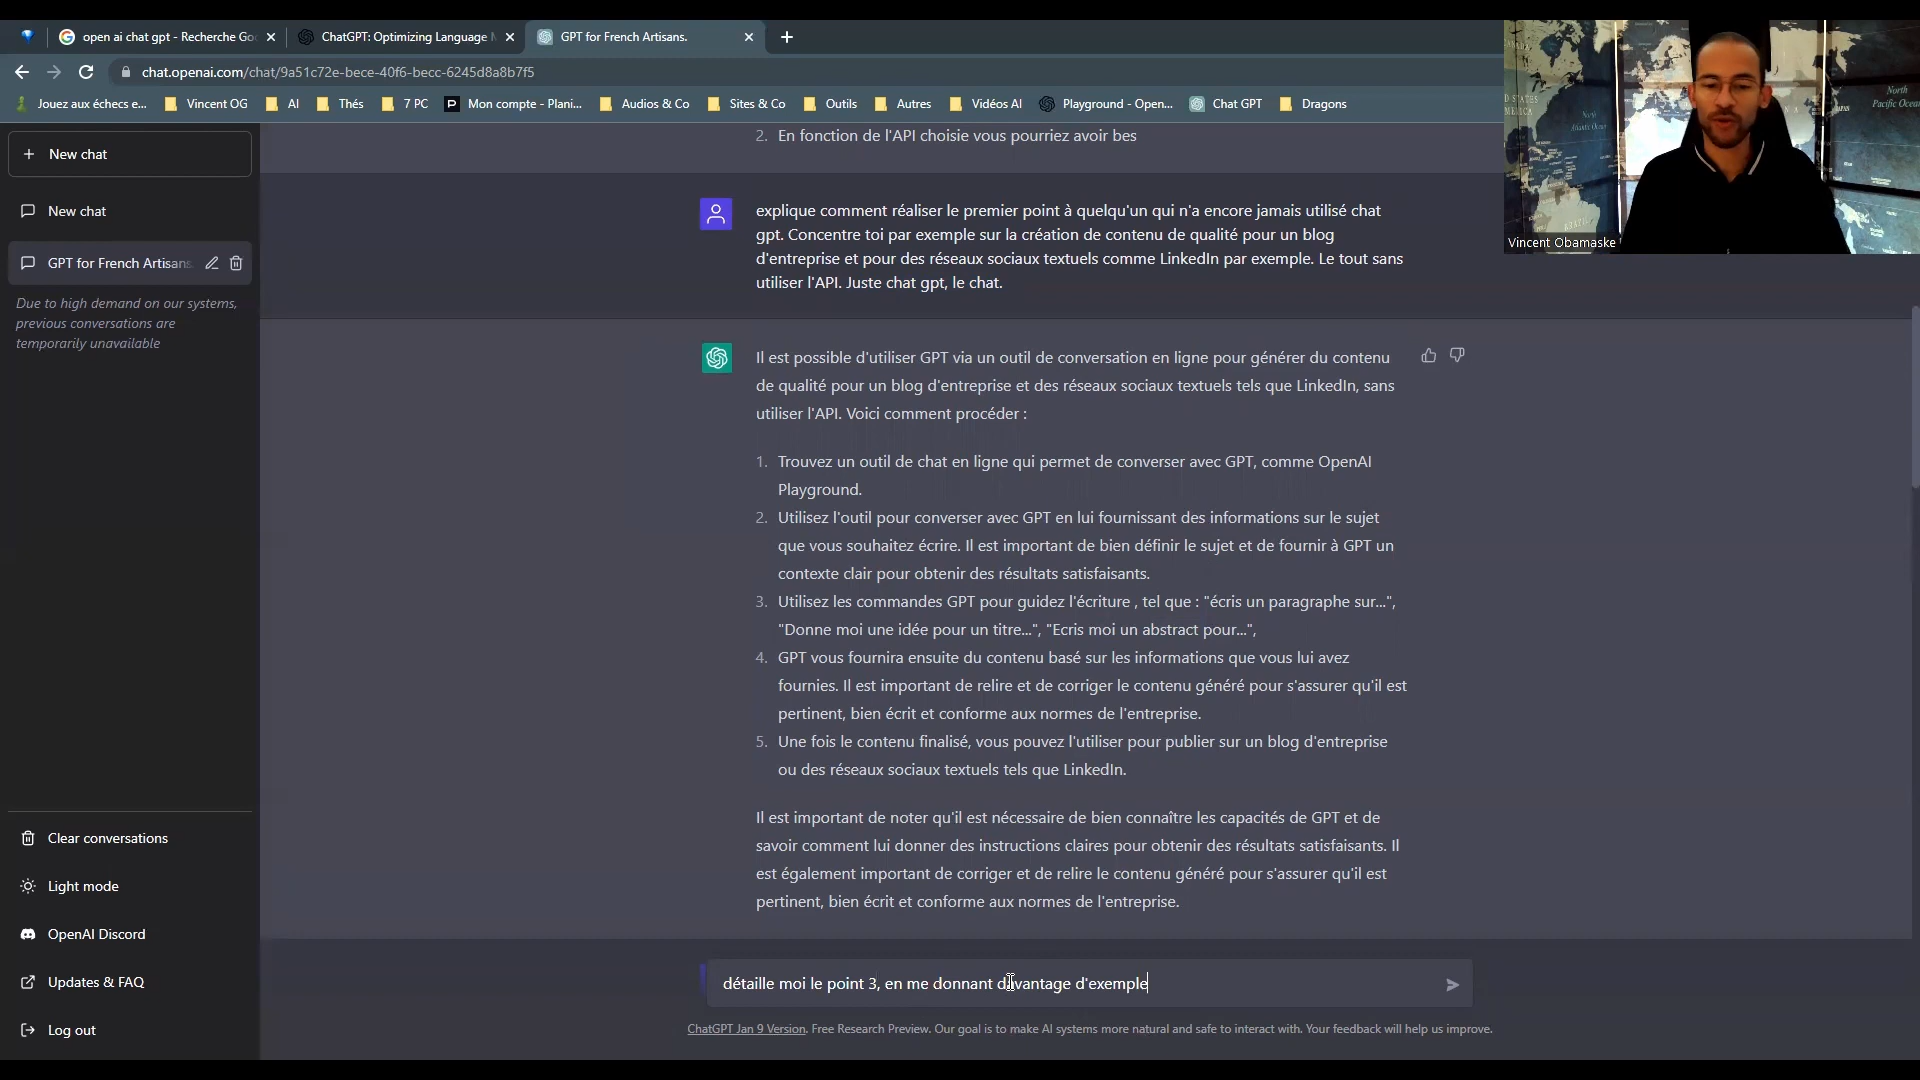 open ai chat gpt - Recherche Go
ChatGPT: Optimizing Language
GPT for French Artisans.
chat.openai.com/chat/9a51c72e-bece-40f6-becc-6245d8a8b7f5
Jouez aux échecs e...
Vincent OG
AI
Thés
7 PC
Mon compte - Plani...
Audios & Co
Sites & Co
Outils
Autres
Vidéos AI
Playground - Open...
Chat GPT
Dragons
New chat
New chat
GPT for French Artisans
Due to high demand on our systems,
previous conversations are
temporarily unavailable
Clear conversations
Light mode
OpenAI Discord
Updates & FAQ
Log out
2. En fonction de l'API choisie vous pourriez avoir bes
explique comment réaliser le premier point à quelqu'un qui n'a encore jamais utilisé chat
gpt. Concentre toi par exemple sur la création de contenu de qualité pour un blog
d'entreprise et pour des réseaux sociaux textuels comme LinkedIn par exemple. Le tout sans
utiliser l'API. Juste chat gpt, le chat.
Il est possible d'utiliser GPT via un outil de conversation en ligne pour générer du contenu
de qualité pour un blog d'entreprise et des réseaux sociaux textuels tels que LinkedIn, sans
utiliser l'API. Voici comment procéder :
1. Trouvez un outil de chat en ligne qui permet de converser avec GPT, comme OpenAI
Playground.
2. Utilisez l'outil pour converser avec GPT en lui fournissant des informations sur le sujet
que vous souhaitez écrire. Il est important de bien définir le sujet et de fournir à GPT un
contexte clair pour obtenir des résultats satisfaisants.
3. Utilisez les commandes GPT pour guidez l'écriture , tel que : "écris un paragraphe sur...",
"Donne moi une idée pour un titre...", "Ecris moi un abstract pour...",
4. GPT vous fournira ensuite du contenu basé sur les informations que vous lui avez
fournies. Il est important de relire et de corriger le contenu généré pour s'assurer qu'il est
pertinent, bien écrit et conforme aux normes de l'entreprise.
5. Une fois le contenu finalisé, vous pouvez l'utiliser pour publier sur un blog d'entreprise
ou des réseaux sociaux textuels tels que LinkedIn.
Il est important de noter qu'il est nécessaire de bien connaître les capacités de GPT et de
savoir comment lui donner des instructions claires pour obtenir des résultats satisfaisants. Il
est également important de corriger et de relire le contenu généré pour s'assurer qu'il est
pertinent, bien écrit et conforme aux normes de l'entreprise.
détaille moi le point 3, en me donnant davantage d'exemple
ChatGPT Jan 9 Version. Free Research Preview. Our goal is to make AI systems more natural and safe to interact with. Your feedback will help us improve.
Vincent Obamaske
North
Pacific Ocean